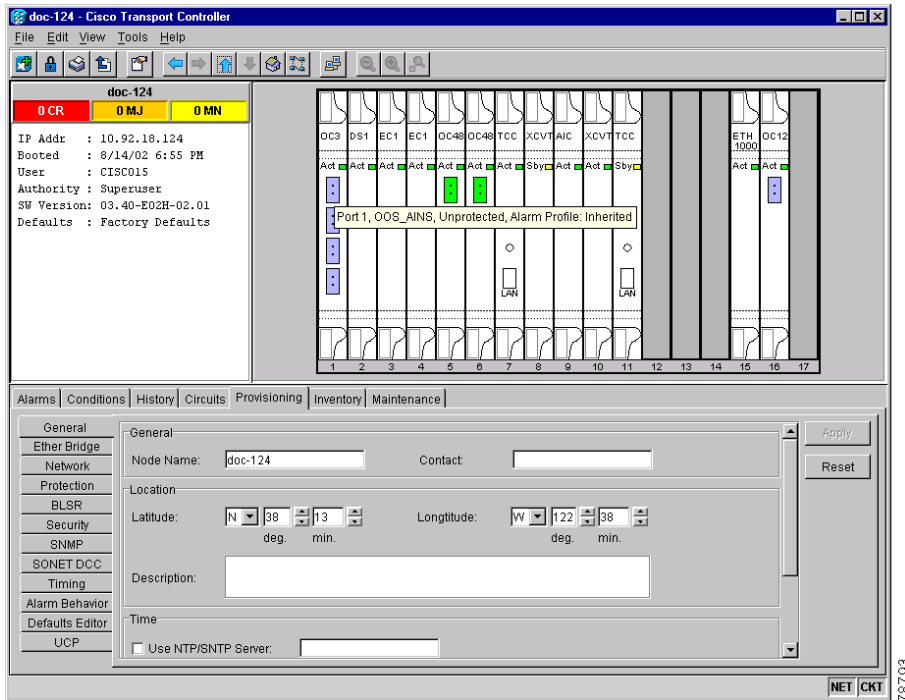 doc-124 - Cisco Transport Controller
File Edit View Tools Help
doc-124
0 CR 0 MJ 0 MN
IP Addr : 10.92.18.124
Booted : 8/14/02 6:55 PM
User : CISCO15
Authority : Superuser
SW Version: 03.40-E02H-02.01
Defaults : Factory Defaults
OC3 DS1 EC1 EC1 OC48 OC48 TCC XCVT AIC XCVT TCC ETH 1000 OC12
Act Act Act Act Act Act Act Sby Act Act Sby Act Act
Port 1, OOS_AINS, Unprotected, Alarm Profile: Inherited
LAN LAN
1 2 3 4 5 6 7 8 9 10 11 12 13 14 15 16 17
Alarms Conditions History Circuits Provisioning Inventory Maintenance
General
Ether Bridge
Network
Protection
BLSR
Security
SNMP
SONET DCC
Timing
Alarm Behavior
Defaults Editor
UCP
General
Node Name: doc-124 Contact:
Location
Latitude: N 38 13 Longtitude: W 122 38
deg. min. deg. min.
Description:
Time
Use NTP/SNTP Server:
Apply
Reset
NET CKT
78703